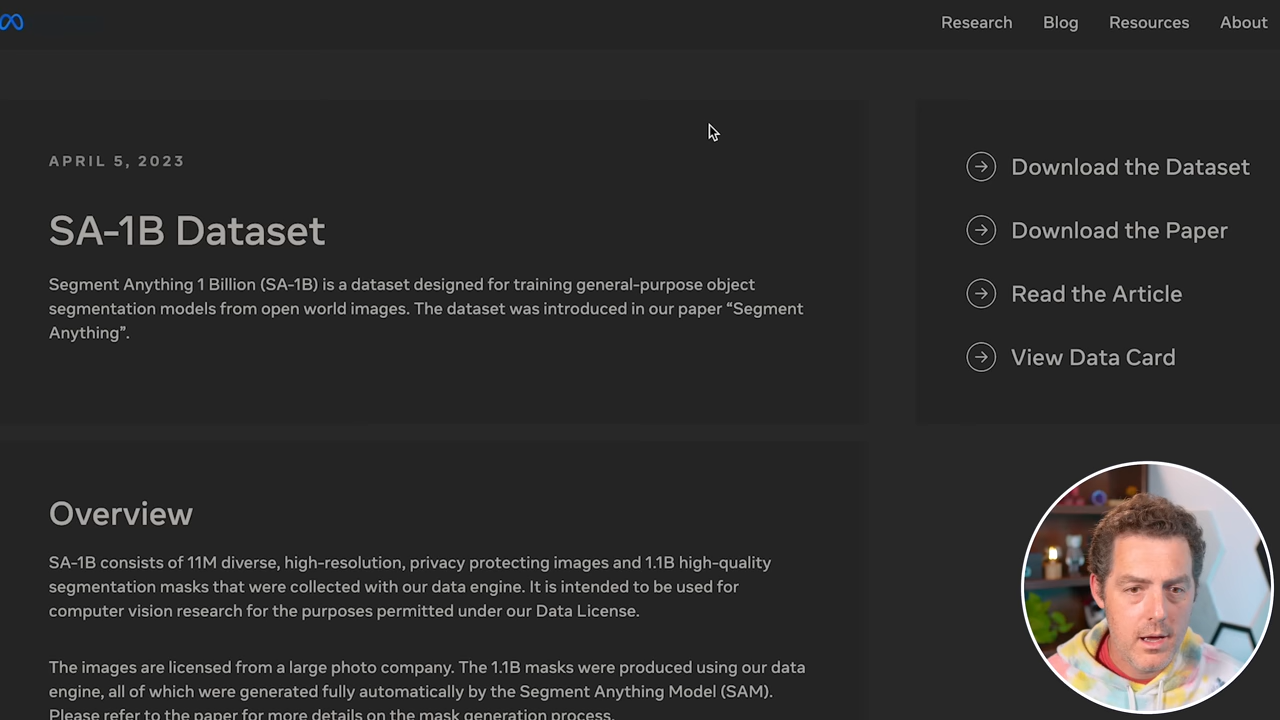 Research Blog Resources About
APRIL 5, 2023
SA-1B Dataset
Segment Anything 1 Billion (SA-1B) is a dataset designed for training general-purpose object
segmentation models from open world images. The dataset was introduced in our paper “Segment
Anything”.
Download the Dataset
Download the Paper
Read the Article
View Data Card
Overview
SA-1B consists of 11M diverse, high-resolution, privacy protecting images and 1.1B high-quality
segmentation masks that were collected with our data engine. It is intended to be used for
computer vision research for the purposes permitted under our Data License.
The images are licensed from a large photo company. The 1.1B masks were produced using our data
engine, all of which were generated fully automatically by the Segment Anything Model (SAM).
Please refer to the paper for more details on the mask generation process.